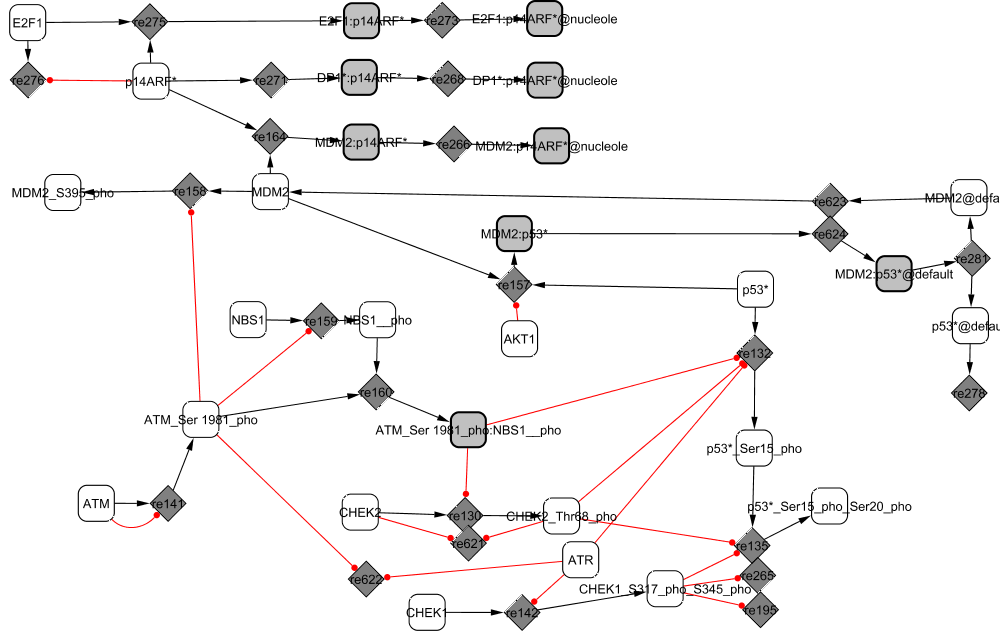 E2F1
re275
E2F1:p14ARF*
re273
E2F1:p14ARF*@nucleole
re276
p14ARF*
re271
DP1*:p14ARF*
re268
DP1*:p14ARF*@nucleole
re164
MDM2:p14ARF*
re266
MDM2:p14ARF*@nucleole
MDM2_S395_pho
re158
MDM2
re623
MDM2@defa
MDM2:p53*
re624
re281
MDM2:p53*@default
re157
p53*
NBS1
re159
NBS1__pho
AKT1
p53*@defau
re132
re160
re278
ATM_Ser 1981_pho
ATM_Ser 1981_pho:NBS1__pho
p53*_Ser15_pho
ATM
re141
CHEK2
re130
CHEK2_Thr68_pho
p53*_Ser15_pho_Ser20_pho
re621
re135
ATR
re622
re265
CHEK1_S317_pho_S345_pho
CHEK1
re142
re195